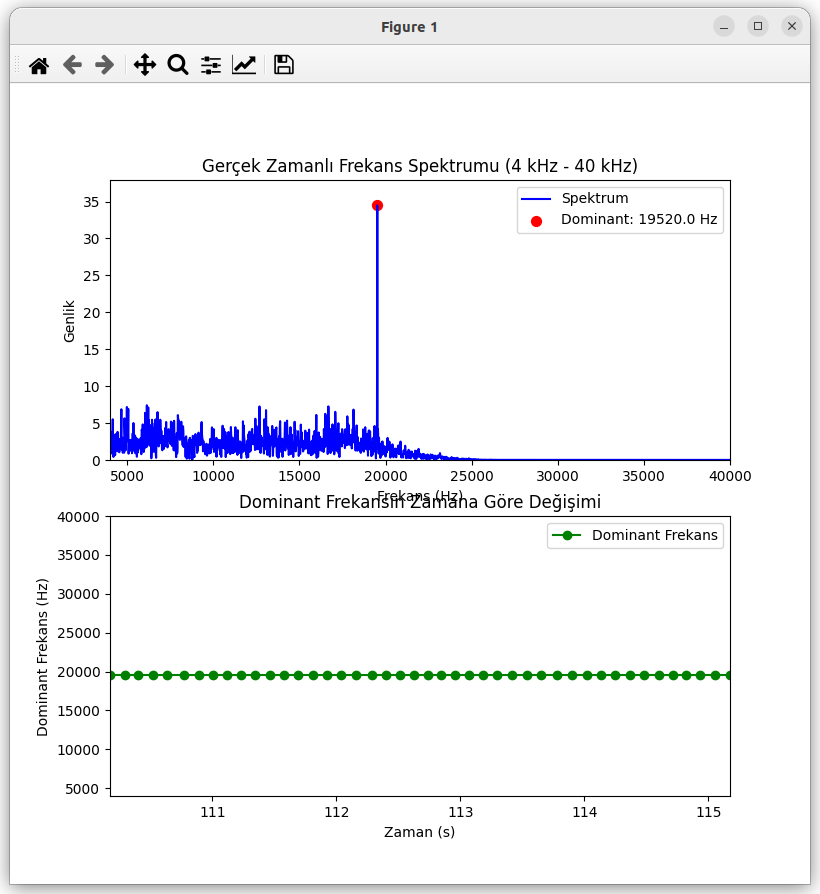 Figure 1
Gerçek Zamanlı Frekans Spektrumu (4 kHz - 40 kHz)
Spektrum
Dominant: 19520.0 Hz
Genlik
35
30
25
20
15
10
5
0
5000 10000 15000 20000 25000 30000 35000 40000
Frekans (Hz)
Dominant Frekansın Zamana Göre Değişimi
Dominant Frekans
Dominant Frekans (Hz)
40000
35000
30000
25000
20000
15000
10000
5000
111 112 113 114 115
Zaman (s)